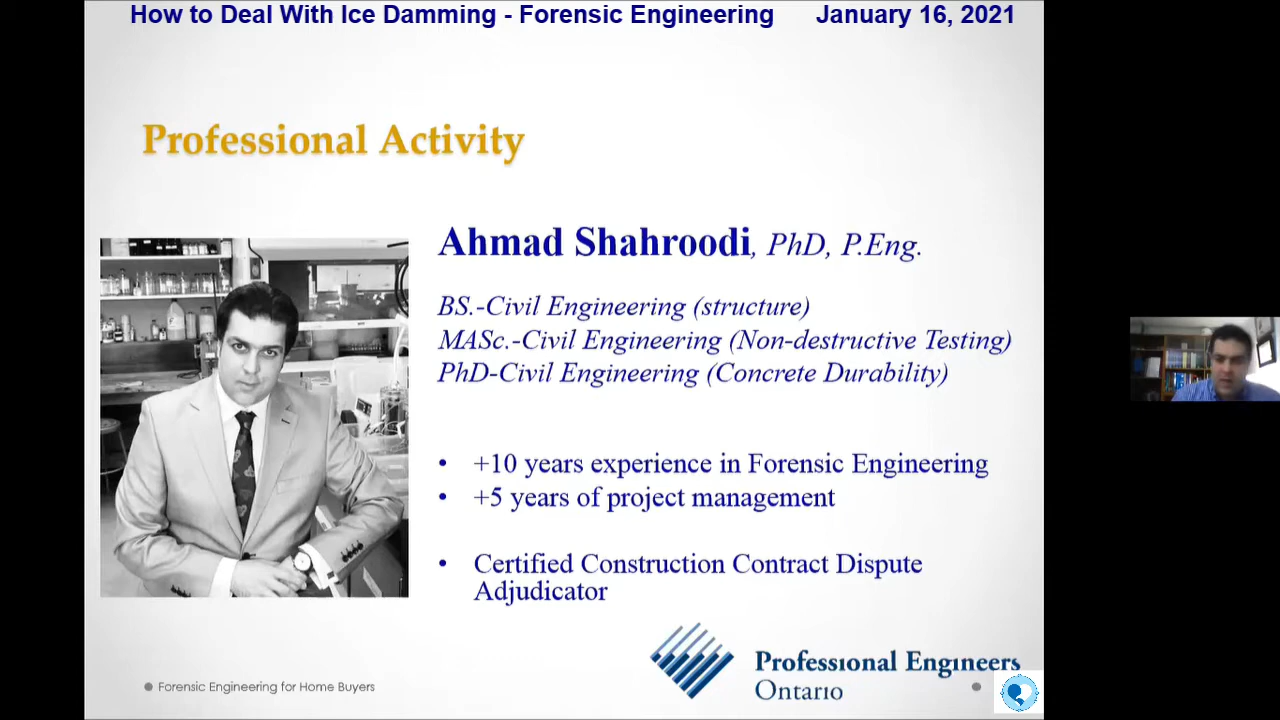 How to Deal With Ice Damming - Forensic Engineering January 16, 2021
Professional Activity
Ahmad Shahroodi, PhD, P.Eng.
BS.-Civil Engineering (structure)
MASc.-Civil Engineering (Non-destructive Testing)
PhD-Civil Engineering (Concrete Durability)
• +10 years experience in Forensic Engineering
• +5 years of project management
• Certified Construction Contract Dispute
Adjudicator
Professional Engineers
Ontario
Forensic Engineering for Home Buyers